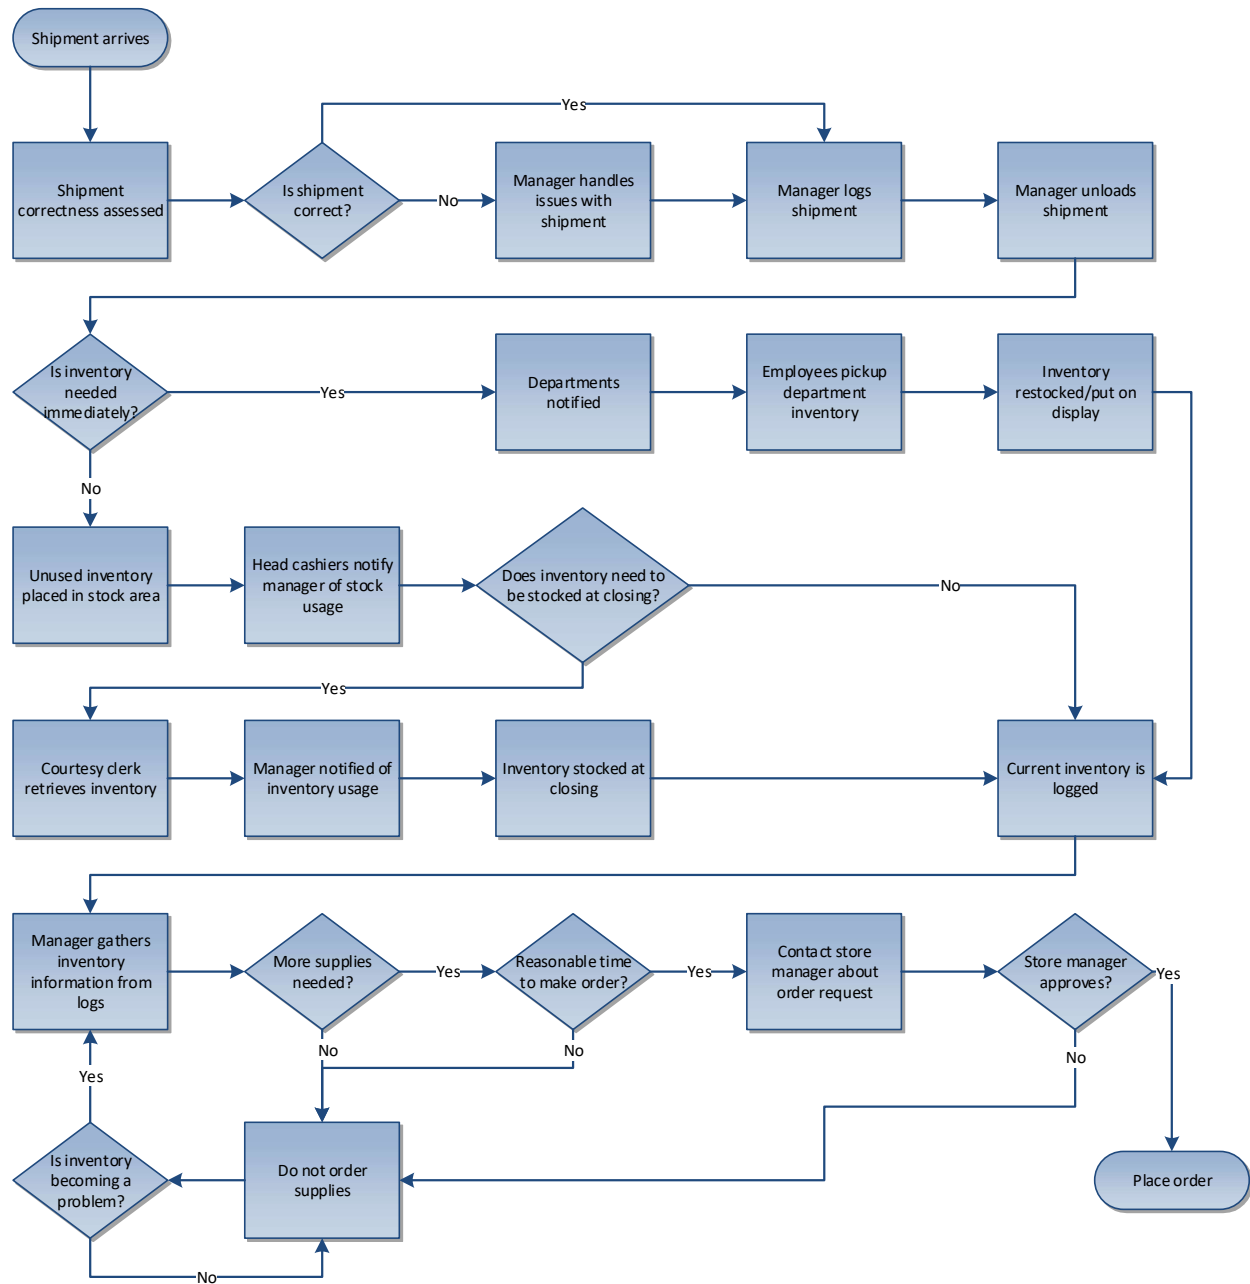 Shipment arrives
Yes
Shipment
correctness assessed
Is shipment
correct?
No
Manager handles
issues with
shipment
Manager logs
shipment
Manager unloads
shipment
Is inventory
needed
immediately?
Yes
Departments
notified
Employees pickup
department
inventory
Inventory
restocked/put on
display
No
Unused inventory
placed in stock area
Head cashiers notify
manager of stock
usage
Does inventory need to
be stocked at closing?
No
Yes
Courtesy clerk
retrieves inventory
Manager notified of
inventory usage
Inventory stocked at
closing
Current inventory is
logged
Manager gathers
inventory
information from
logs
More supplies
needed?
Yes
Reasonable time
to make order?
Yes
Contact store
manager about
order request
Store manager
approves?
Yes
No
No
No
Yes
Is inventory
becoming a
problem?
Do not order
supplies
Place order
No